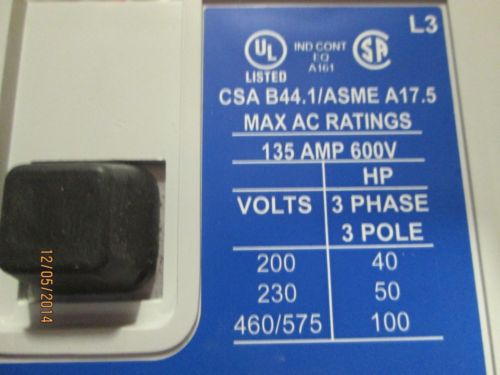 L3
UL
LISTED
IND CONT
EQ
A161
SA
CSA B44.1/ASME A17.5
MAX AC RATINGS
135 AMP 600V
HP
VOLTS 3 PHASE
3 POLE
200 40
230 50
460/575 100
12/05/2014